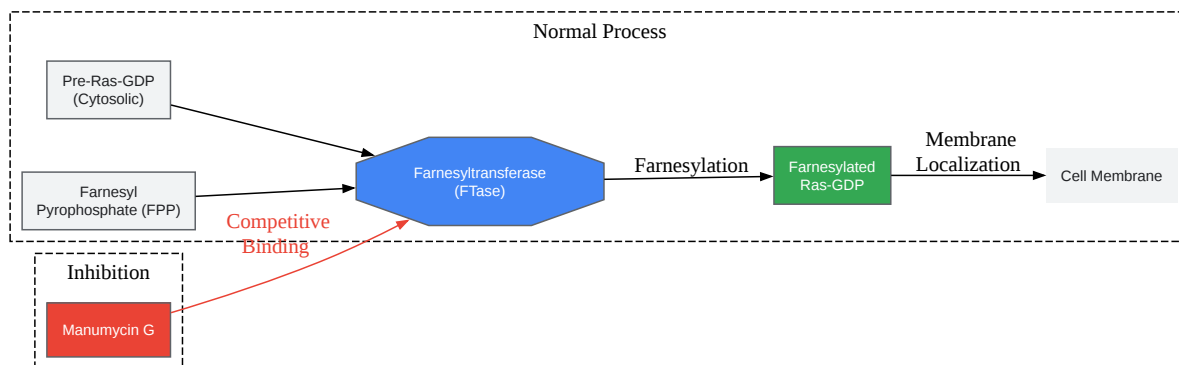 Normal Process
Pre-Ras-GDP
(Cytosolic)
Farnesyl
Pyrophosphate (FPP)
Farnesyltransferase
(FTase)
Farnesylation
Farnesylated
Ras-GDP
Membrane
Localization
Cell Membrane
Competitive
Binding
Inhibition
Manumycin G